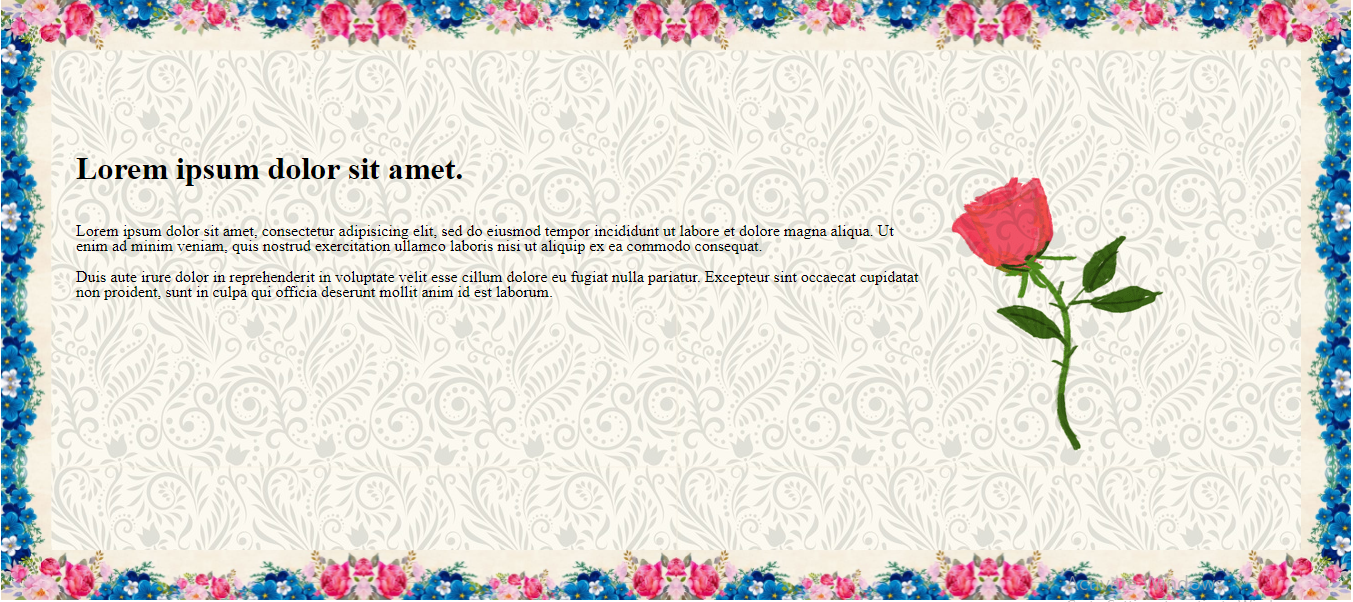 Lorem ipsum dolor sit amet.
Lorem ipsum dolor sit amet, consectetur adipisicing elit, sed do eiusmod tempor incididunt ut labore et dolore magna aliqua. Ut
enim ad minim veniam, quis nostrud exercitation ullamco laboris nisi ut aliquip ex ea commodo consequat.
Duis aute irure dolor in reprehenderit in voluptate velit esse cillum dolore eu fugiat nulla pariatur. Excepteur sint occaecat cupidatat
non proident, sunt in culpa qui officia deserunt mollit anim id est laborum.